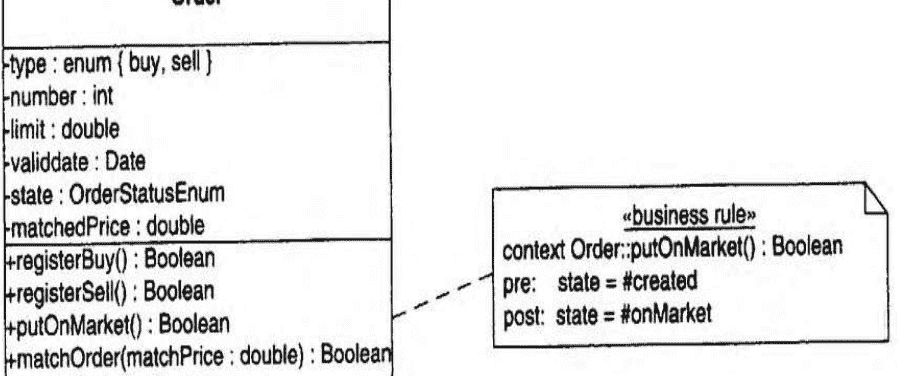 Order
-type : enum { buy, sell }
-number : int
-limit : double
-validdate : Date
-state : OrderStatusEnum
-matchedPrice : double
+registerBuy() : Boolean
+registerSell() : Boolean
+putOnMarket() : Boolean
+matchOrder(matchPrice : double) : Boolean
«business rule»
context Order::putOnMarket() : Boolean
pre: state = #created
post: state = #onMarket